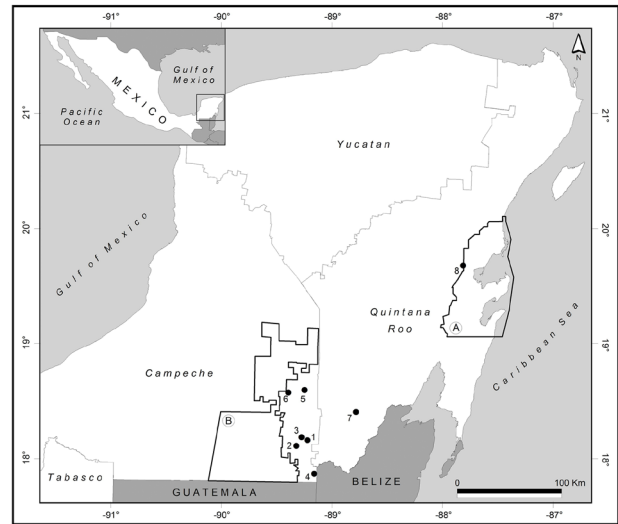 -91° -90° -89° -88° -87°
MEXICO
Gulf of
Mexico
Pacific
Ocean
N
21° 21°
Yucatan
20° 20°
Gulf of Mexico
8
Quintana
Roo
A
Caribbean Sea
19° 19°
Campeche
6 5
7
B
3 1
2
18° 18°
4
Tabasco
GUATEMALA
BELIZE
0 100 Km
-91° -90° -89° -88° -87°